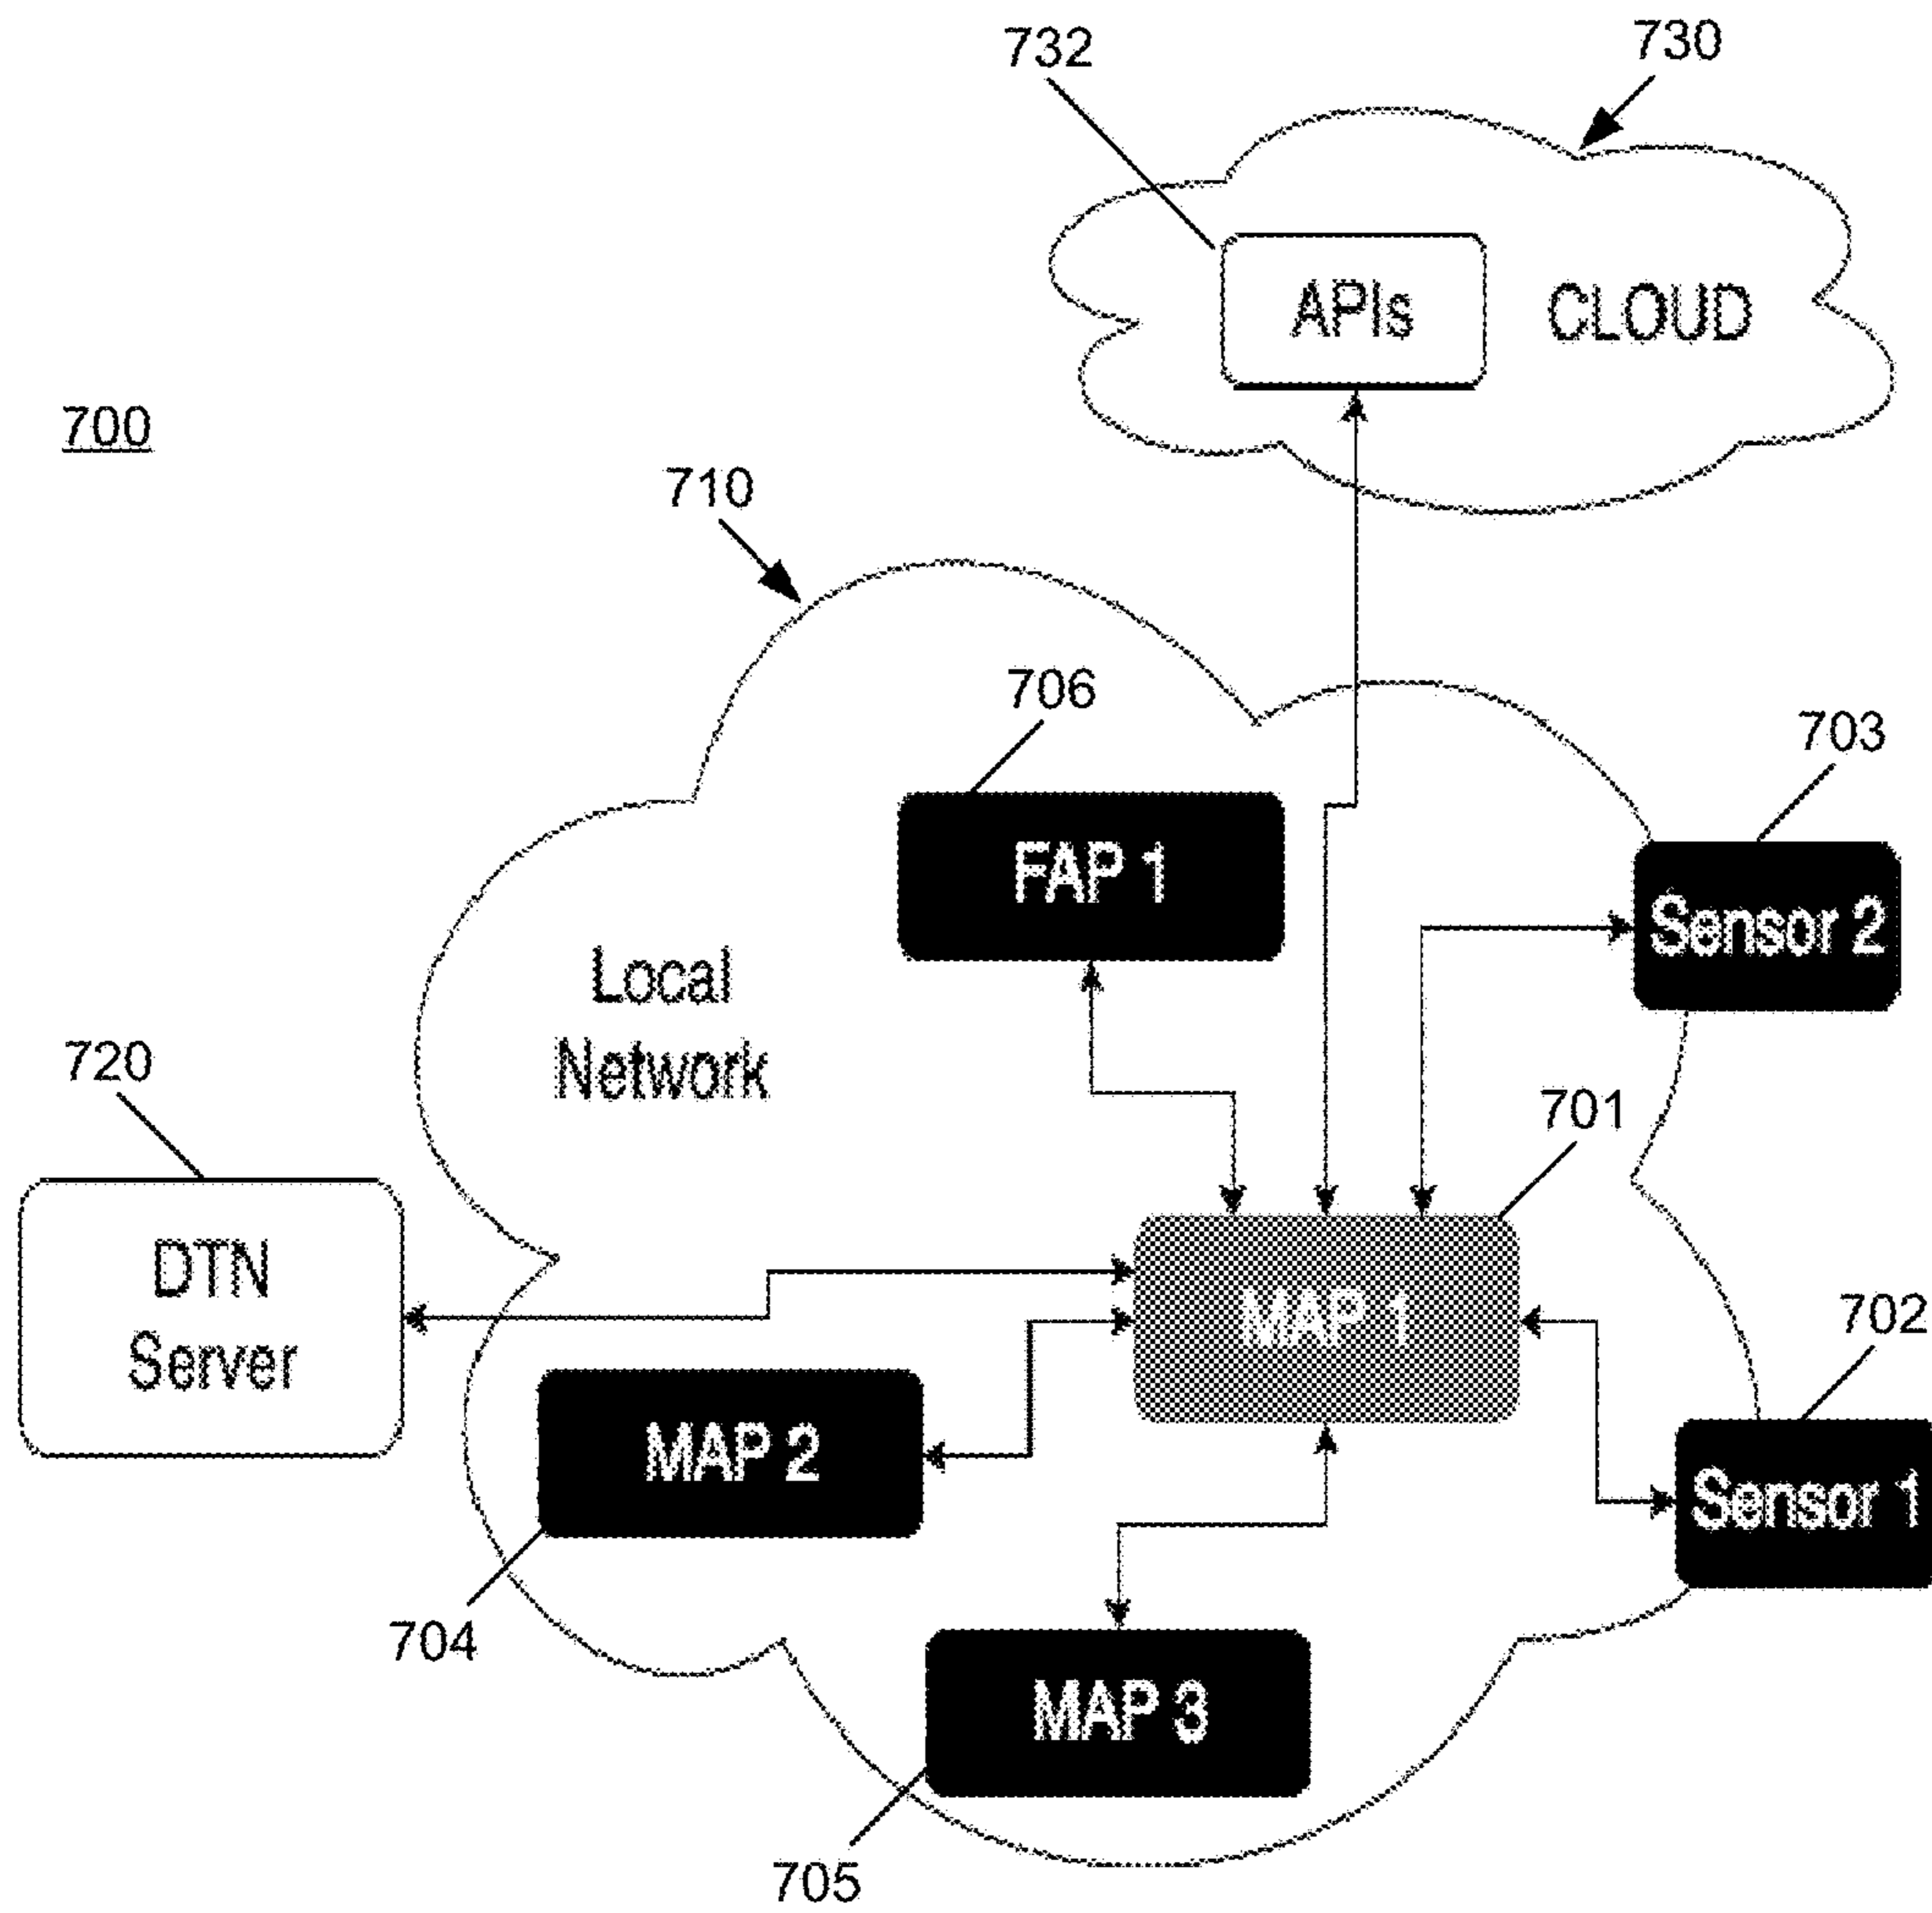 732
730
APIs
CLOUD
700
710
706
703
FAP 1
Sensor 2
Local
Network
720
701
DTN
Server
MAP 1
702
MAP 2
Sensor 1
704
MAP 3
705